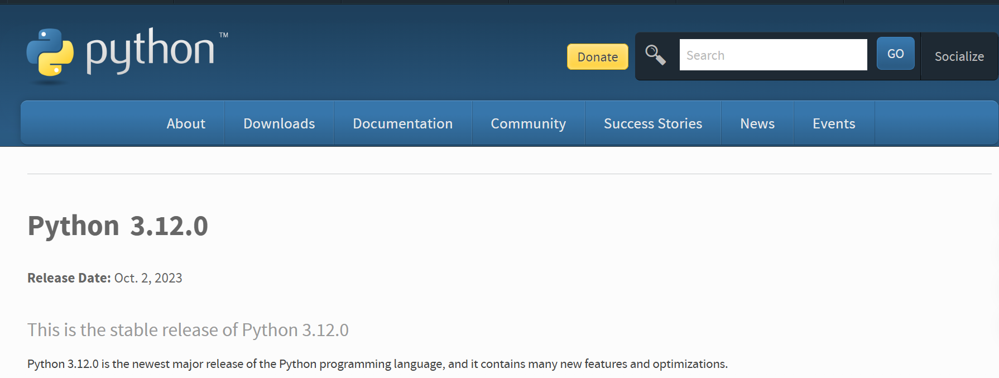 python™
Donate
Search
GO
Socialize
About
Downloads
Documentation
Community
Success Stories
News
Events
Python 3.12.0
Release Date: Oct. 2, 2023
This is the stable release of Python 3.12.0
Python 3.12.0 is the newest major release of the Python programming language, and it contains many new features and optimizations.